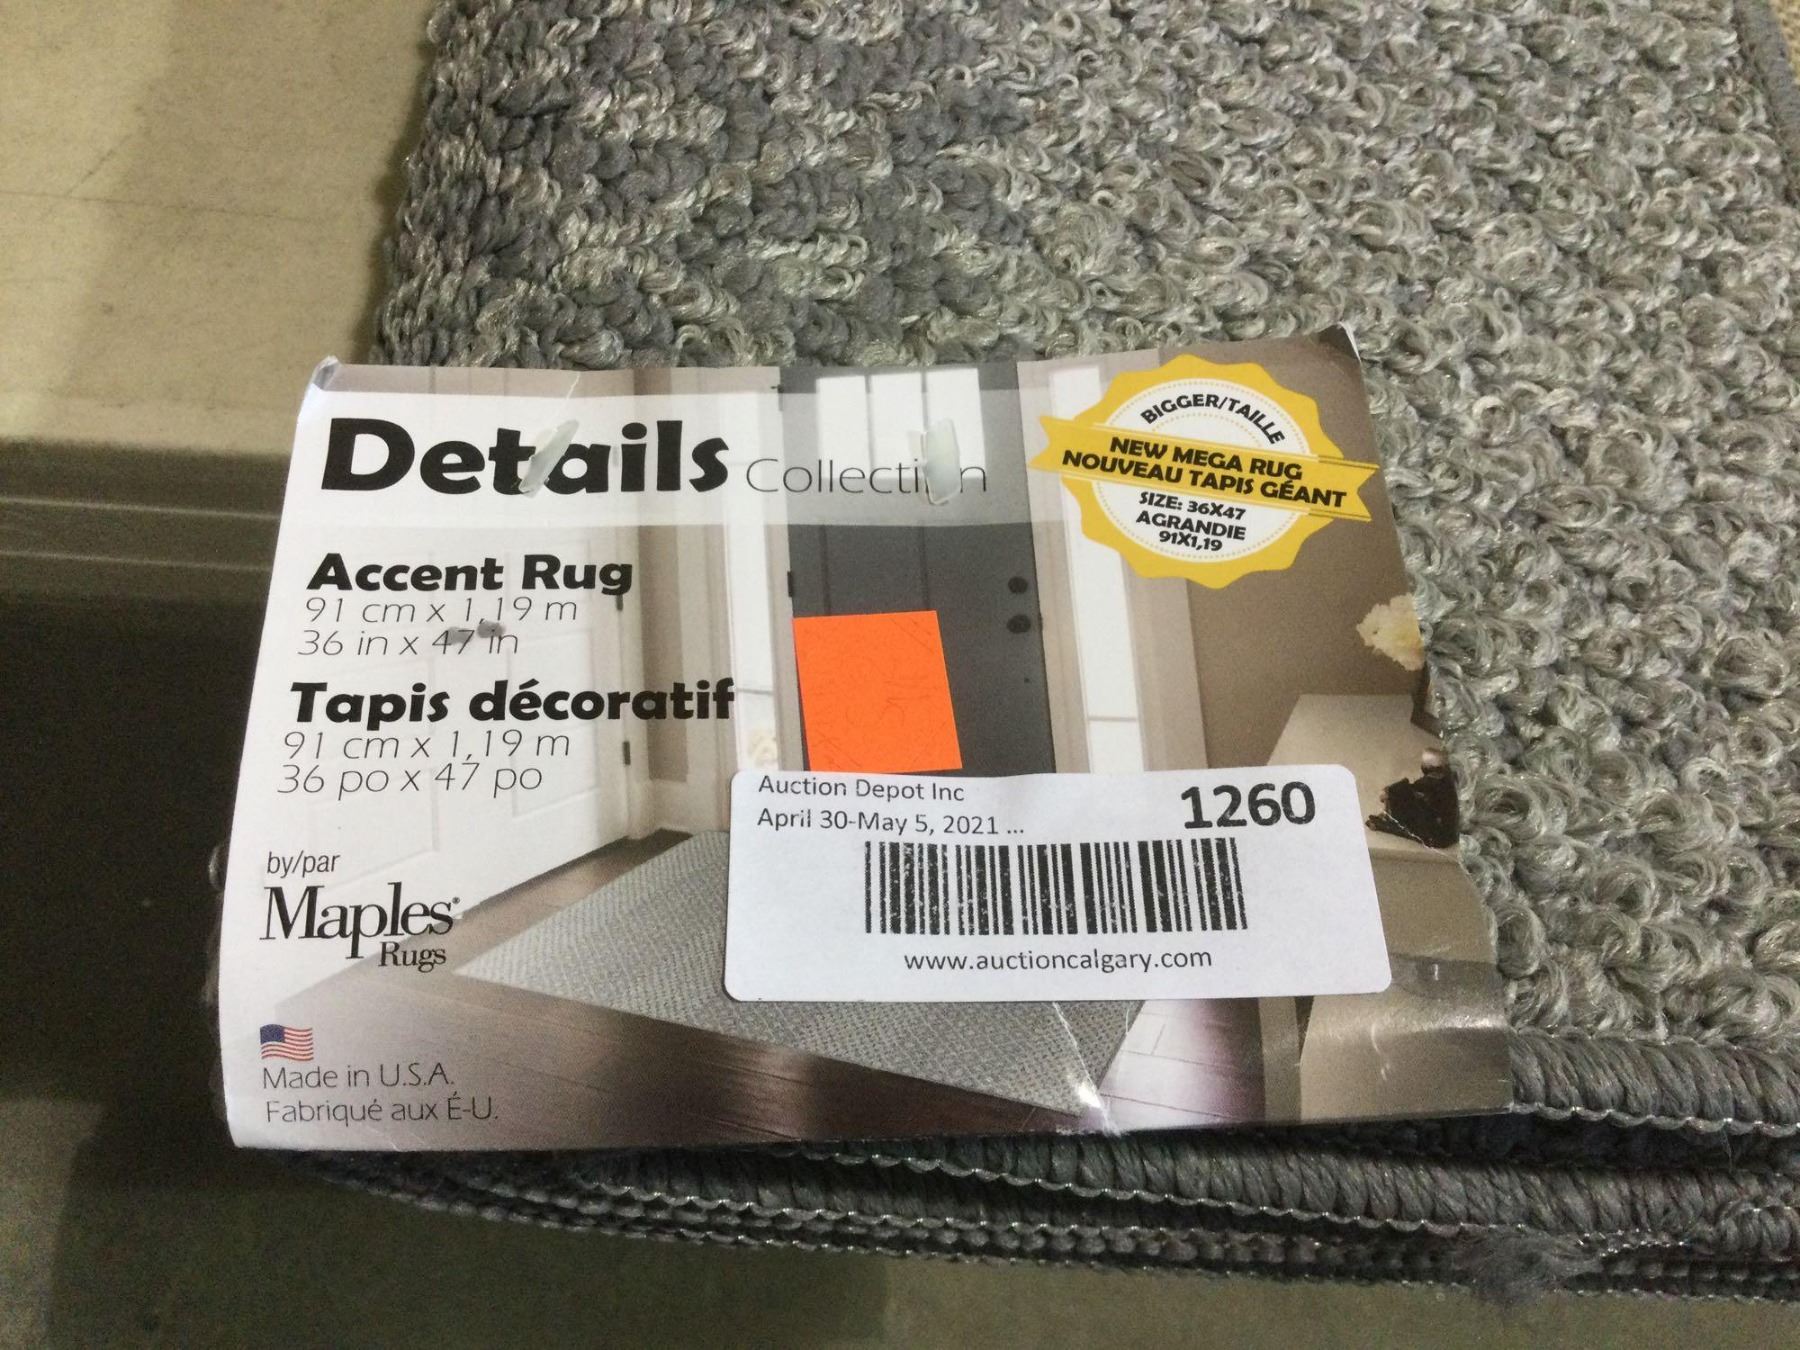 Details Collection
BIGGER/TAILLE
NEW MEGA RUG
NOUVEAU TAPIS GÉANT
SIZE: 36X47
AGRANDIE
91X1,19
Accent Rug
91 cm x 1,19 m
36 in x 47 in
Tapis décoratif
91 cm x 1,19 m
36 po x 47 po
by/par
Maples®
Rugs
Made in U.S.A.
Fabriqué aux É-U.
Auction Depot Inc
April 30-May 5, 2021 ...
1260
www.auctioncalgary.com